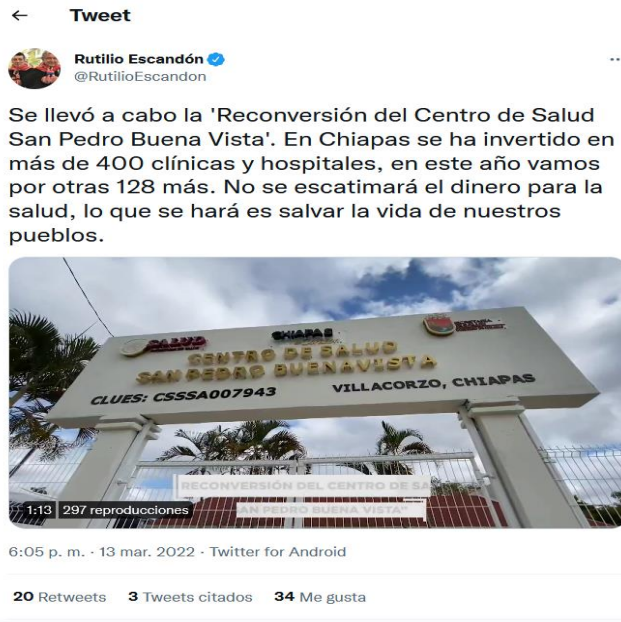 Tweet
Rutilio Escandón
@RutilioEscandon
Se llevó a cabo la 'Reconversión del Centro de Salud
San Pedro Buena Vista'. En Chiapas se ha invertido en
más de 400 clínicas y hospitales, en este año vamos
por otras 128 más. No se escatimará el dinero para la
salud, lo que se hará es salvar la vida de nuestros
pueblos.
SALUD
CHIAPAS
CENTRO DE SALUD
SAN PEDRO BUENAVISTA
CLUES: CSSSA007943
VILLACORZO, CHIAPAS
RECONVERSIÓN DEL CENTRO DE SA
SAN PEDRO BUENA VISTA"
1:13 297 reproducciones
6:05 p. m. · 13 mar. 2022 · Twitter for Android
20 Retweets 3 Tweets citados 34 Me gusta